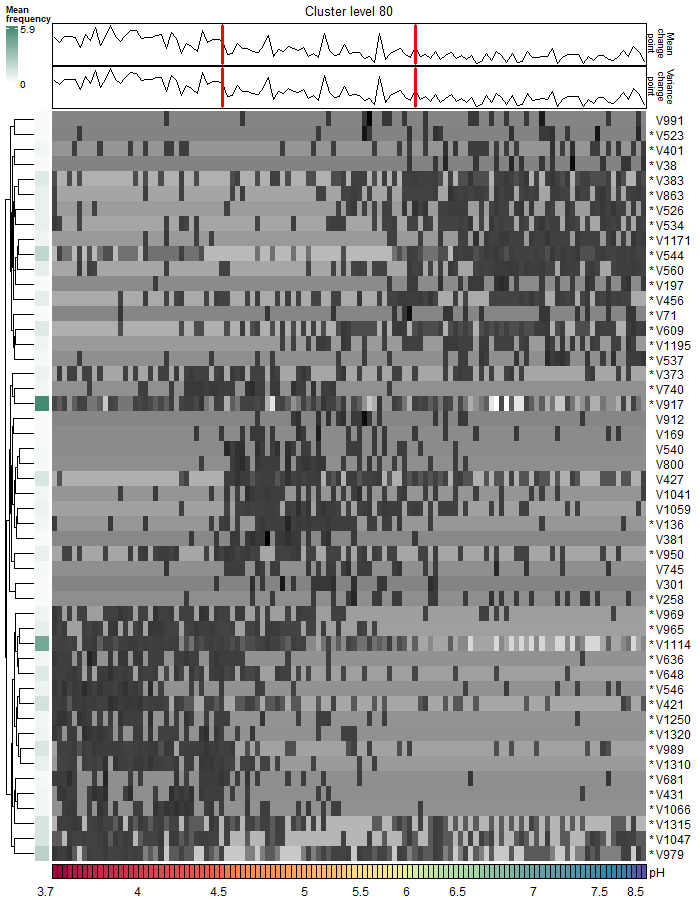 Mean
frequency
5.9
0
Cluster level 80
Mean
change
point
Variance
change
point
V991
* V523
* V401
* V38
* V383
* V863
* V526
* V534
* V1171
* V544
* V560
* V197
* V456
* V71
* V609
* V1195
* V537
* V373
* V740
* V917
V912
V169
V540
V800
V427
V1041
* V1059
* V136
V381
* V950
V745
V301
* V258
* V969
* V965
* V1114
* V636
* V648
* V546
* V421
* V1250
* V1320
* V989
* V1310
* V681
* V431
* V1066
* V1315
* V1047
* V979
pH
3.7 4 4.5 5 5.5 6 6.5 7 7.5 8.5